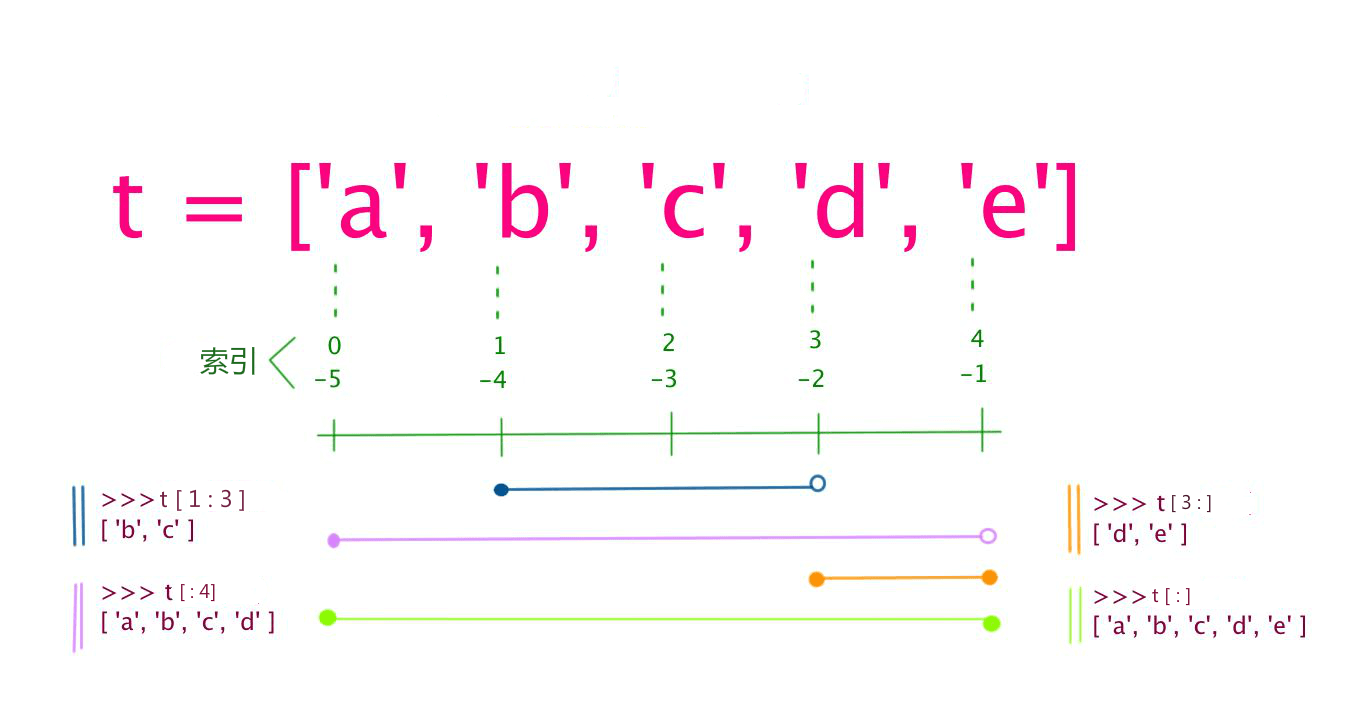 t = ['a', 'b', 'c', 'd', 'e']
索引
0 1 2 3 4
-5 -4 -3 -2 -1
>>>t[1:3]
['b', 'c']
>>> t[:4]
['a', 'b', 'c', 'd']
>>> t[3:]
['d', 'e']
>>>t[:]
['a', 'b', 'c', 'd', 'e']